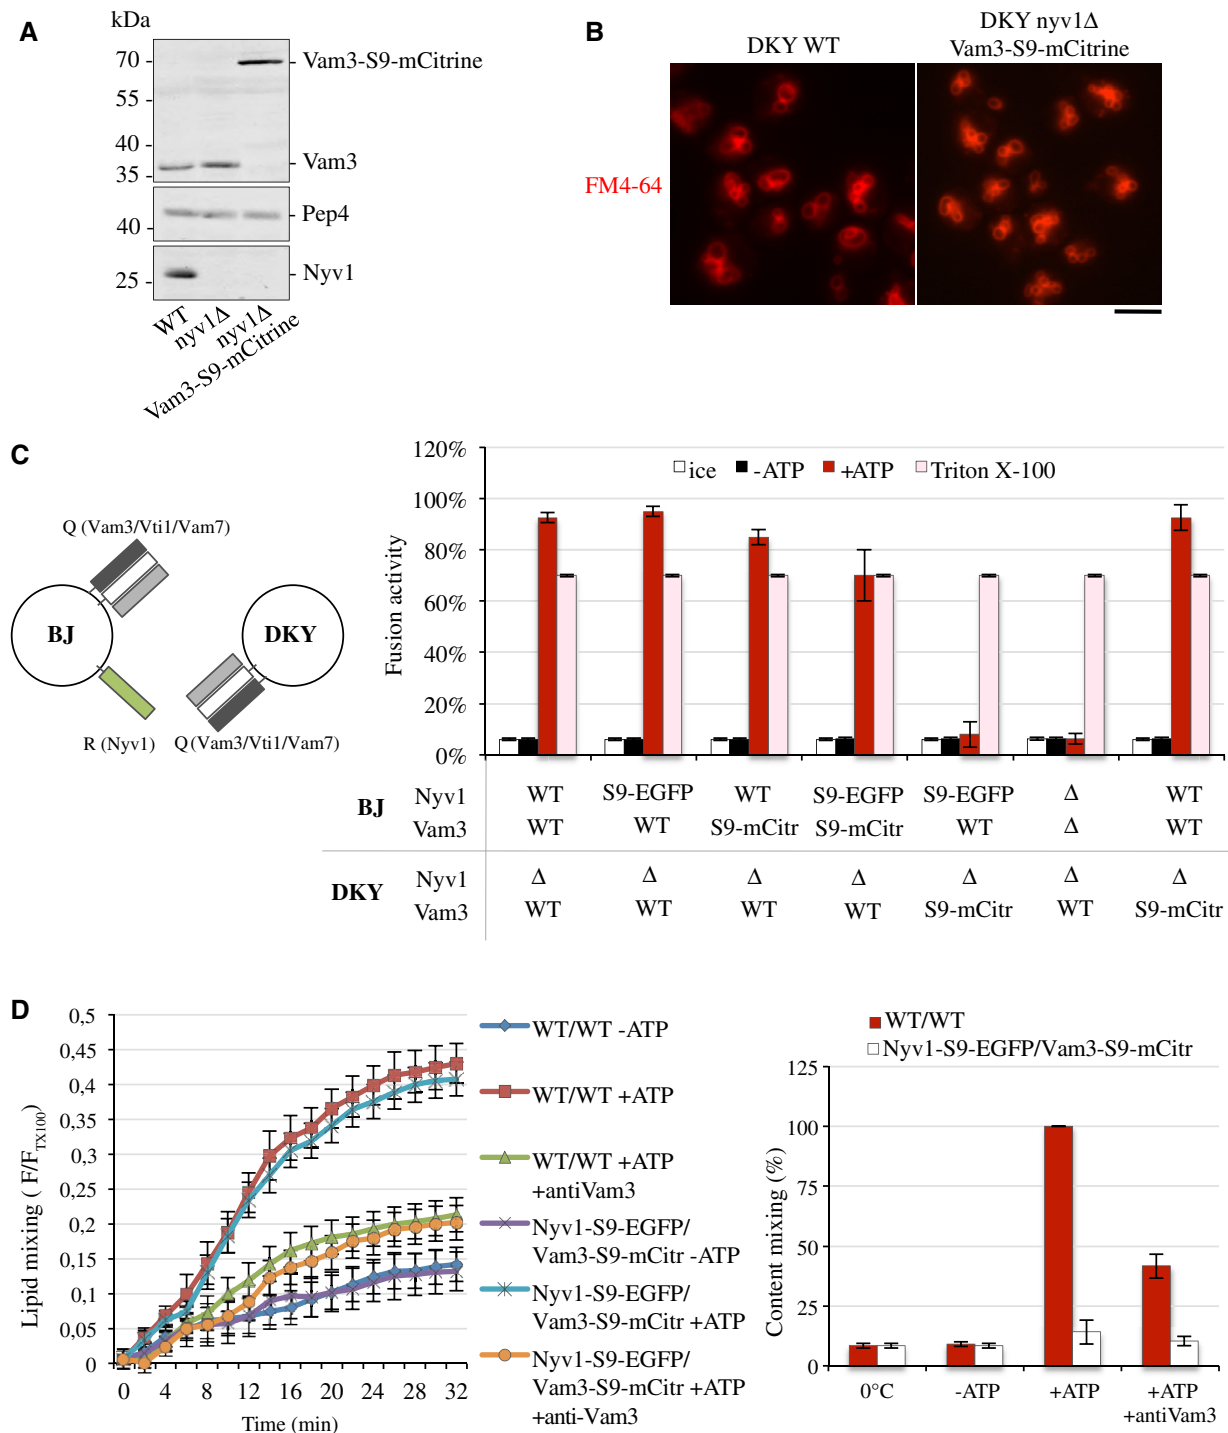 A
kDa
70
55
40
35
40
25
Vam3-S9-mCitrine
Vam3
Pep4
Nyv1
WT
nyv1Δ
nyv1Δ
Vam3-S9-mCitrine
B
DKY WT
DKY nyv1Δ
Vam3-S9-mCitrine
FM4-64
C
Q (Vam3/Vti1/Vam7)
BJ
DKY
R (Nyv1)
Q(Vam3/Vti1/Vam7)
Fusion activity
120%
100%
80%
60%
40%
20%
0%
ice -ATP +ATP Triton X-100
BJ
Nyv1 WT S9-EGFP WT S9-EGFP S9-EGFP Δ WT
Vam3 WT WT S9-mCitr S9-mCitr WT Δ WT
DKY
Nyv1 Δ Δ Δ Δ Δ Δ Δ
Vam3 WT WT WT WT S9-mCitr WT S9-mCitr
D
Lipid mixing ( F/F_TX100)
0,5
0,45
0,4
0,35
0,3
0,25
0,2
0,15
0,1
0,05
0
0 4 8 12 16 20 24 28 32
Time (min)
WT/WT -ATP
WT/WT +ATP
WT/WT +ATP
+antiVam3
Nyv1-S9-EGFP/
Vam3-S9-mCitr -ATP
Nyv1-S9-EGFP/
Vam3-S9-mCitr +ATP
Nyv1-S9-EGFP/
Vam3-S9-mCitr +ATP
+anti-Vam3
WT/WT
Nyv1-S9-EGFP/Vam3-S9-mCitr
Content mixing (%)
125
100
75
50
25
0
0°C -ATP +ATP +ATP
+antiVam3